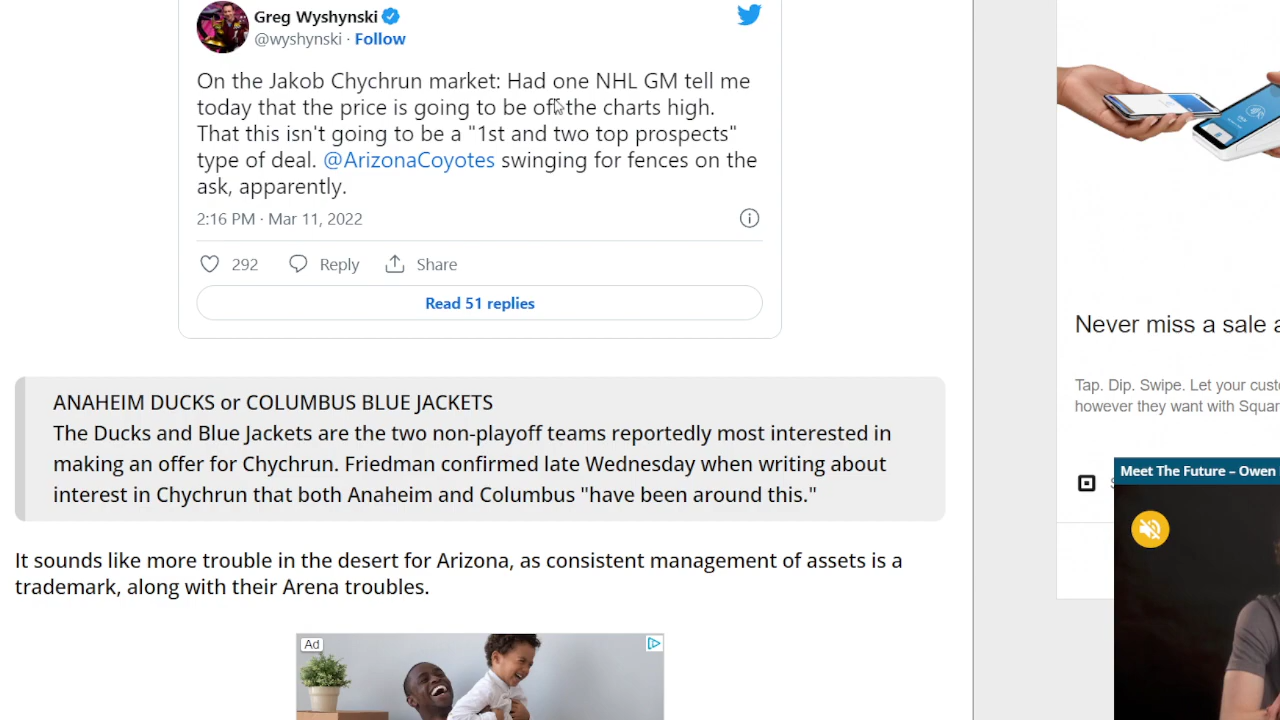 Greg Wyshynski
@wyshynski · Follow
On the Jakob Chychrun market: Had one NHL GM tell me
today that the price is going to be off the charts high.
That this isn't going to be a "1st and two top prospects"
type of deal. @ArizonaCoyotes swinging for fences on the
ask, apparently.
2:16 PM · Mar 11, 2022
292 Reply Share
Read 51 replies
ANAHEIM DUCKS or COLUMBUS BLUE JACKETS
The Ducks and Blue Jackets are the two non-playoff teams reportedly most interested in
making an offer for Chychrun. Friedman confirmed late Wednesday when writing about
interest in Chychrun that both Anaheim and Columbus "have been around this."
It sounds like more trouble in the desert for Arizona, as consistent management of assets is a
trademark, along with their Arena troubles.
Ad
Never miss a sale
Tap. Dip. Swipe. Let your
however they want with
Meet The Future – Owen